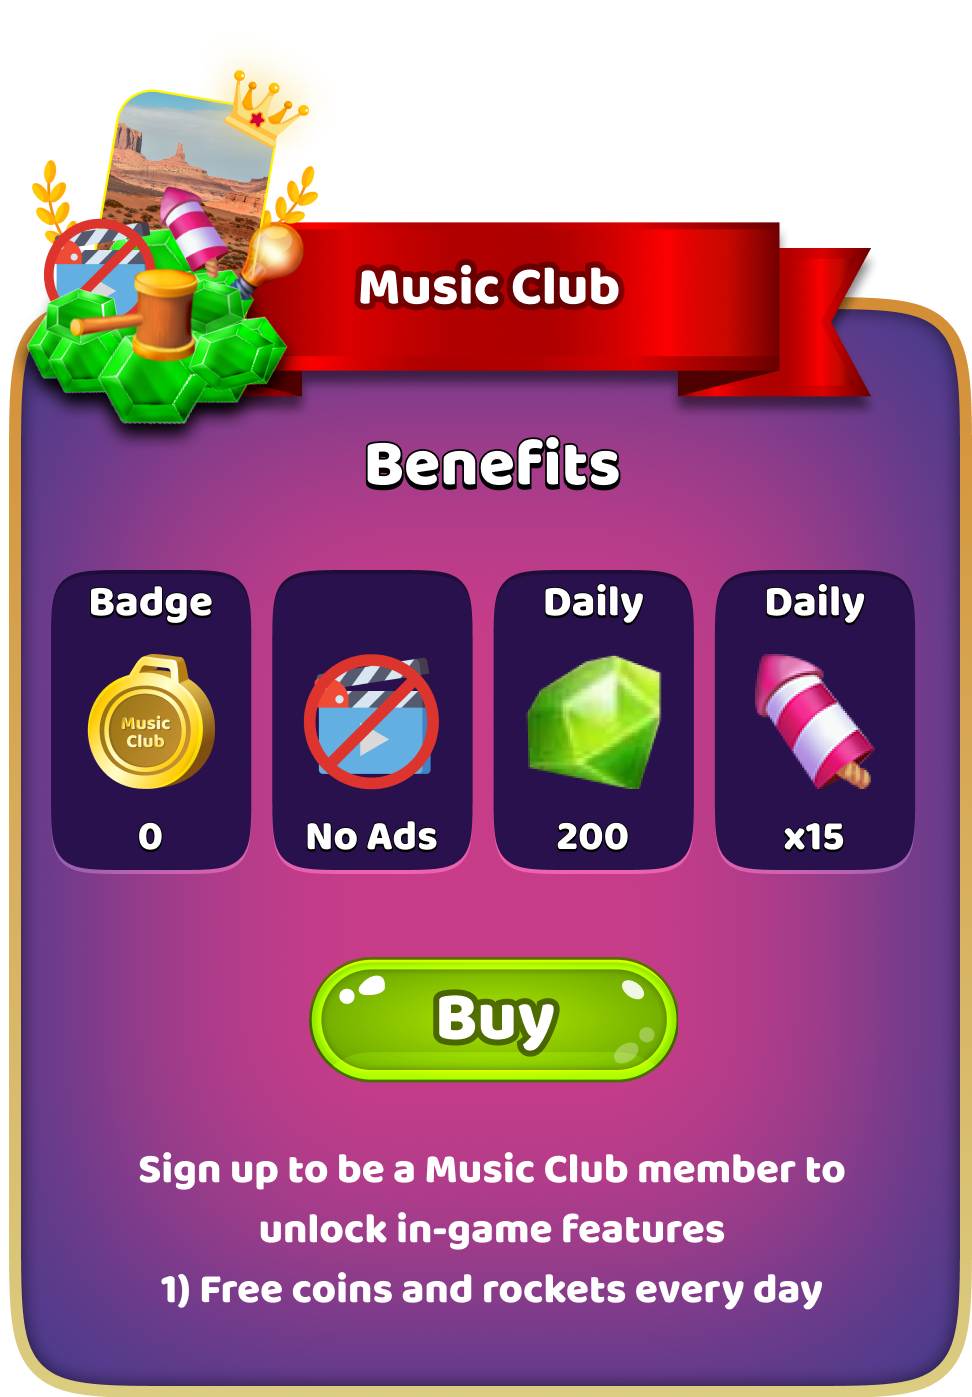 Music Club
Benefits
Badge
Music
Club
0
No Ads
Daily
200
Daily
x15
Buy
Sign up to be a Music Club member to
unlock in-game features
1) Free coins and rockets every day